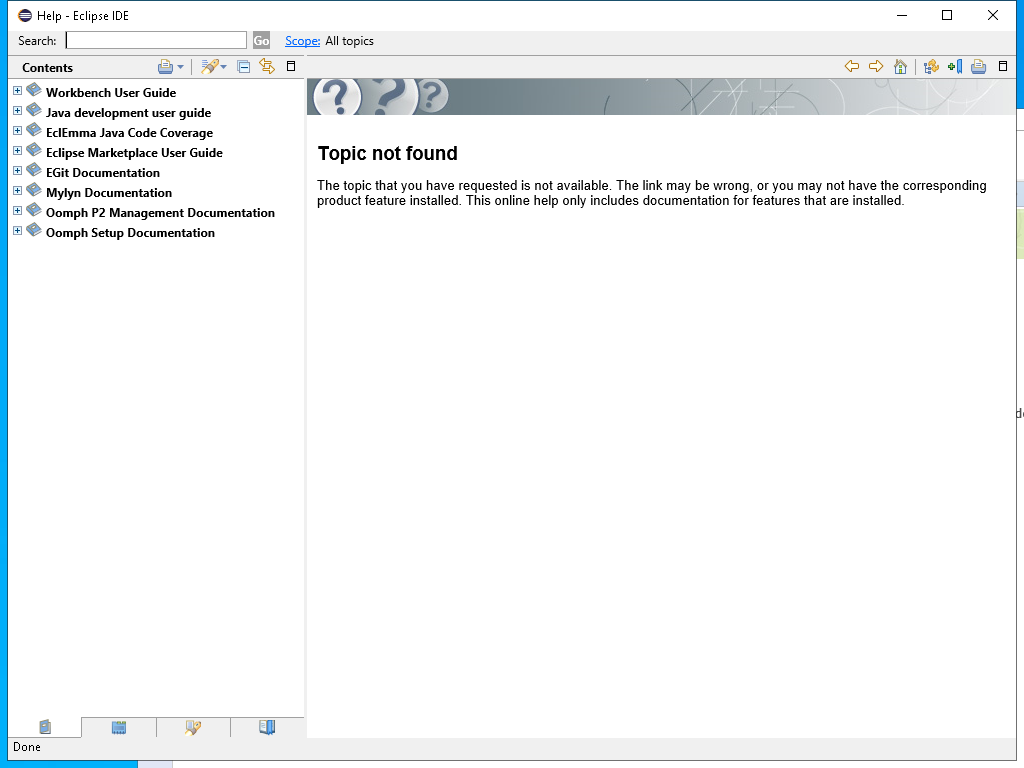 Help - Eclipse IDE
Search:
Go
Scope: All topics
Contents
Workbench User Guide
Java development user guide
EclEmma Java Code Coverage
Eclipse Marketplace User Guide
EGit Documentation
Mylyn Documentation
Oomph P2 Management Documentation
Oomph Setup Documentation
? ? ?
Topic not found
The topic that you have requested is not available. The link may be wrong, or you may not have the corresponding
product feature installed. This online help only includes documentation for features that are installed.
Done